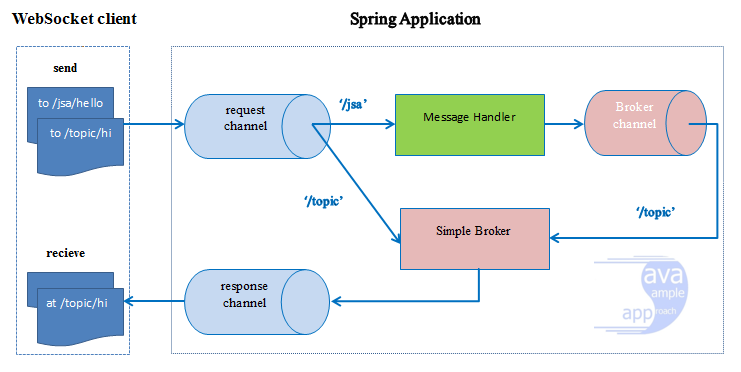 WebSocket client
Spring Application
send
to /jsa/hello
to /topic/hi
request
channel
‘/jsa’
Message Handler
Broker
channel
‘/topic’
‘/topic’
Simple Broker
recieve
at /topic/hi
response
channel
ava
ample
app
roach